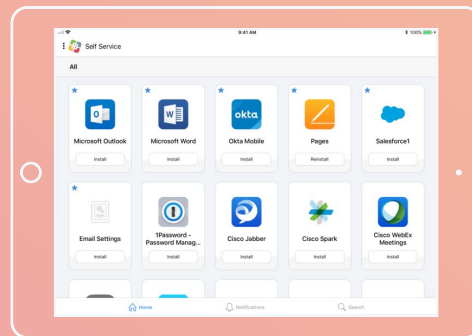 9:41 AM
100%
Self Service
All
Microsoft Outlook
Microsoft Word
Okta Mobile
Pages
Salesforce1
okta
Install
Install
Install
Reinstall
Install
Email Settings
1Password -
Password Manag...
Cisco Jabber
Cisco Spark
Cisco WebEx
Meetings
Install
Install
Install
Install
Install
Home
Notifications
Search